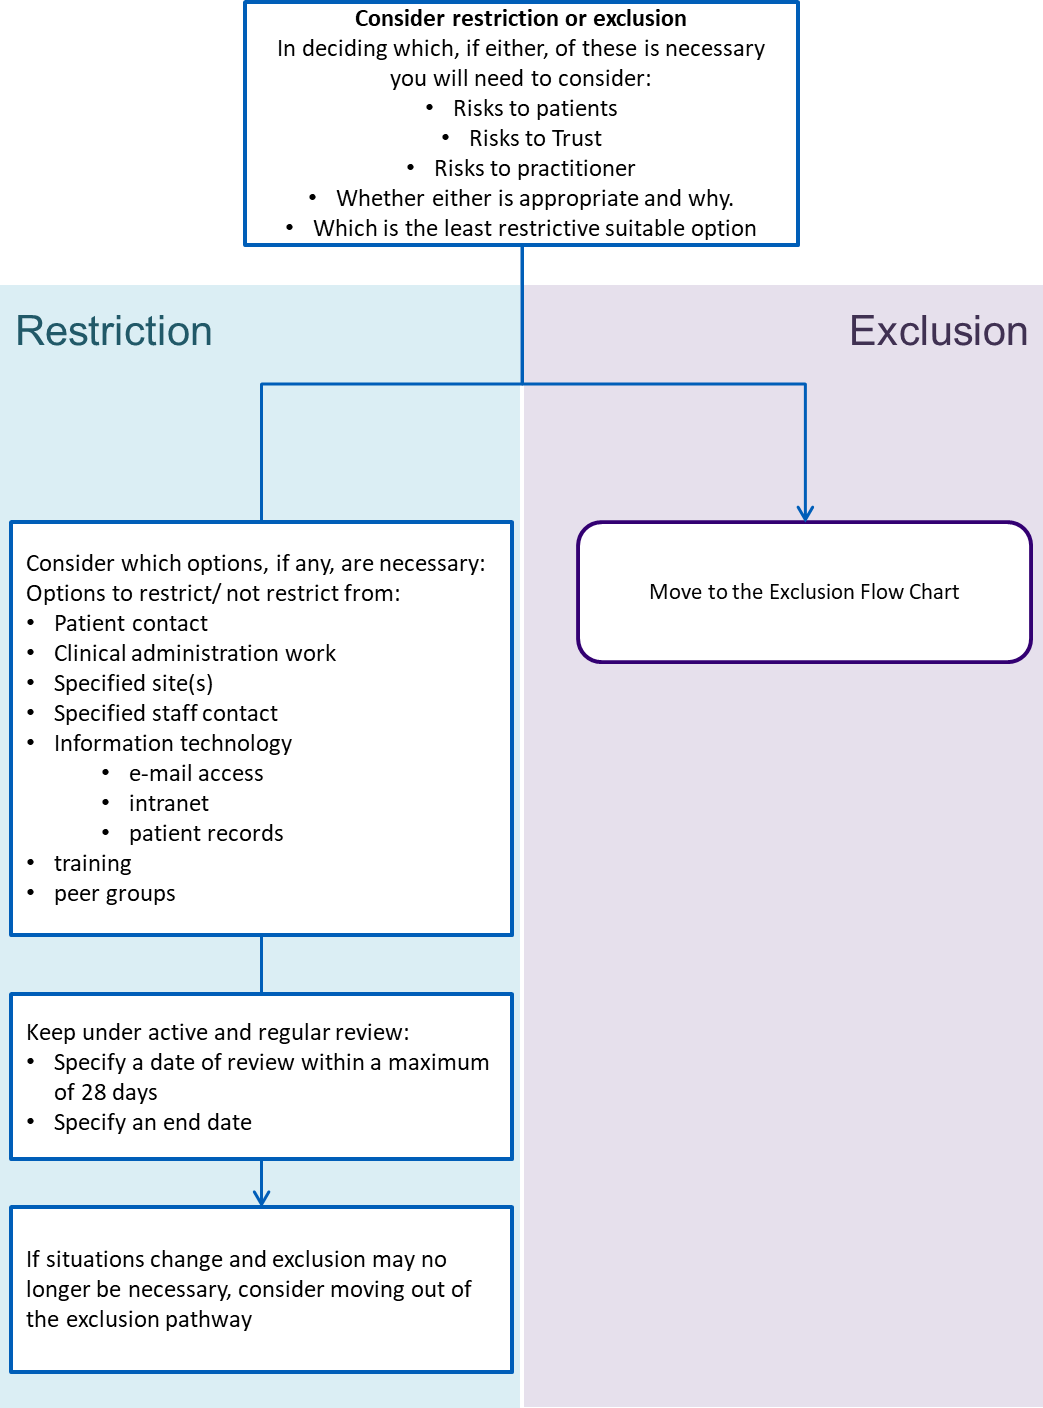 Consider restriction or exclusion
In deciding which, if either, of these is necessary
you will need to consider:
• Risks to patients
• Risks to Trust
• Risks to practitioner
• Whether either is appropriate and why.
• Which is the least restrictive suitable option
Restriction
Exclusion
Consider which options, if any, are necessary:
Options to restrict/ not restrict from:
• Patient contact
• Clinical administration work
• Specified site(s)
• Specified staff contact
• Information technology
• e-mail access
• intranet
• patient records
• training
• peer groups
Move to the Exclusion Flow Chart
Keep under active and regular review:
• Specify a date of review within a maximum
of 28 days
• Specify an end date
If situations change and exclusion may no
longer be necessary, consider moving out of
the exclusion pathway